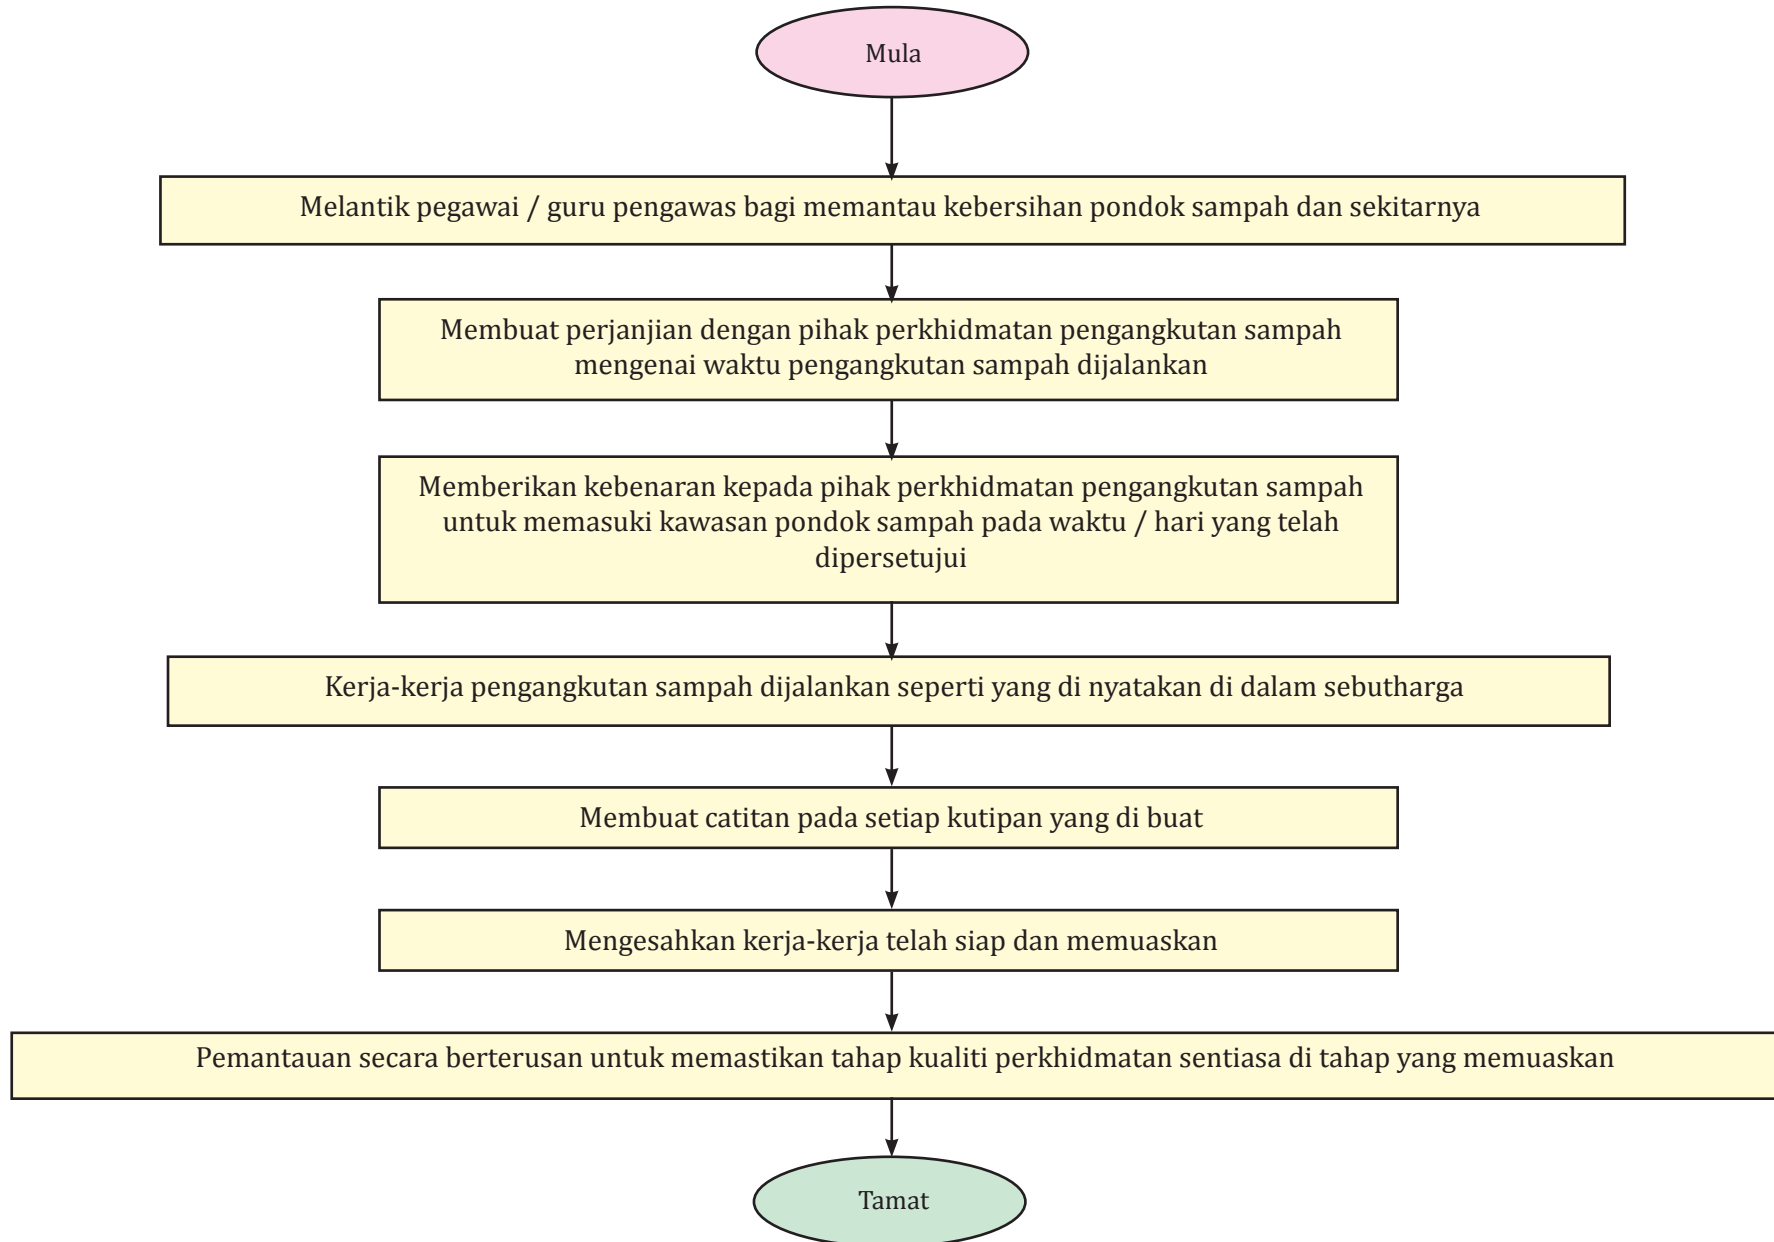 Mula
Melantik pegawai / guru pengawas bagi memantau kebersihan pondok sampah dan sekitarnya
Membuat perjanjian dengan pihak perkhidmatan pengangkutan sampah
mengenai waktu pengangkutan sampah dijalankan
Memberikan kebenaran kepada pihak perkhidmatan pengangkutan sampah
untuk memasuki kawasan pondok sampah pada waktu / hari yang telah
dipersetujui
Kerja-kerja pengangkutan sampah dijalankan seperti yang di nyatakan di dalam sebutharga
Membuat catitan pada setiap kutipan yang di buat
Mengesahkan kerja-kerja telah siap dan memuaskan
Pemantauan secara berterusan untuk memastikan tahap kualiti perkhidmatan sentiasa di tahap yang memuaskan
Tamat